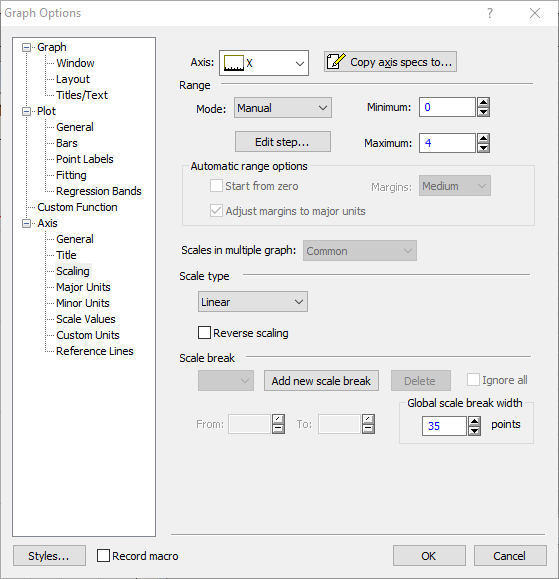 Graph Options
?
Graph
Window
Layout
Titles/Text
Plot
General
Bars
Point Labels
Fitting
Regression Bands
Custom Function
Axis
General
Title
Scaling
Major Units
Minor Units
Scale Values
Custom Units
Reference Lines
Axis: X Copy axis specs to...
Range
Mode: Manual Minimum: 0
Edit step... Maximum: 4
Automatic range options
Start from zero Margins: Medium
Adjust margins to major units
Scales in multiple graph: Common
Scale type
Linear
Reverse scaling
Scale break
Add new scale break Delete Ignore all
Global scale break width
From: To: 35 points
Styles... Record macro OK Cancel